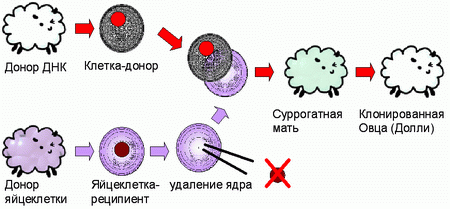 Донор ДНК
Клетка-донор
Суррогатная
мать
Клонированная
Овца (Долли)
Донор
яйцеклетки
Яйцеклетка-
реципиент
удаление ядра